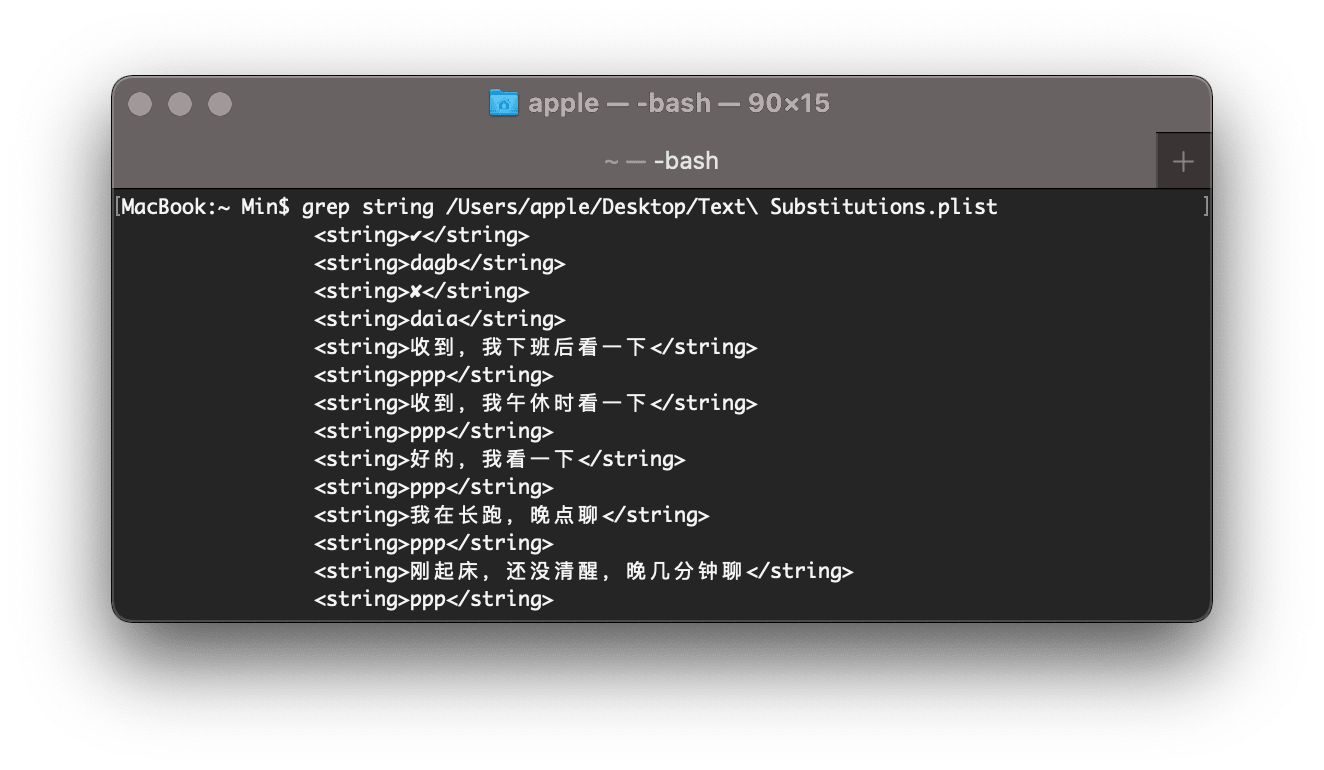 apple — -bash — 90×15
~ — -bash
[MacBook:~ Min$ grep string /Users/apple/Desktop/Text\ Substitutions.plist ]
<string>✔</string>
<string>dagb</string>
<string>✘</string>
<string>daia</string>
<string>收到，我下班后看一下</string>
<string>ppp</string>
<string>收到，我午休时看一下</string>
<string>ppp</string>
<string>好的，我看一下</string>
<string>ppp</string>
<string>我在长跑，晚点聊</string>
<string>ppp</string>
<string>刚起床，还没清醒，晚几分钟聊</string>
<string>ppp</string>